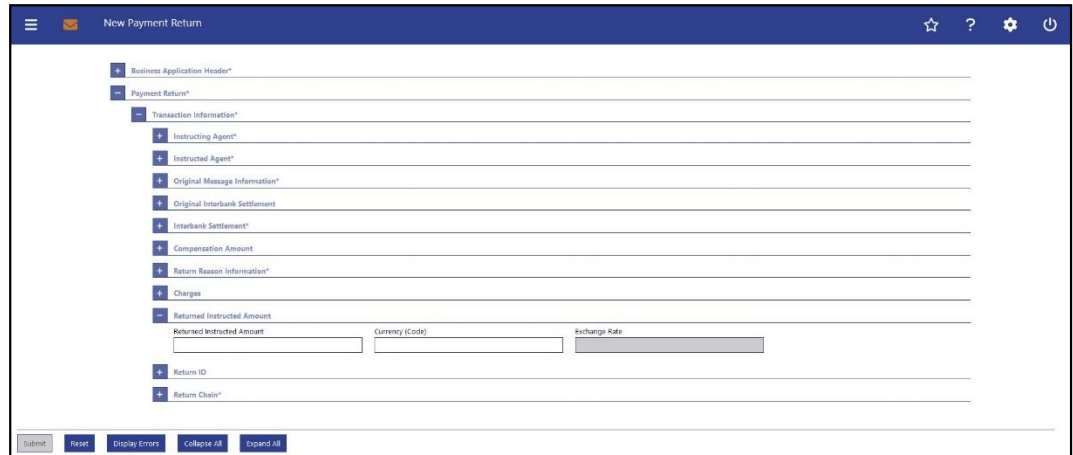 New Payment Return
?
+ Business Application Header*
− Payment Return*
− Transaction Information*
+ Instructing Agent*
+ Instructed Agent*
+ Original Message Information*
+ Original Interbank Settlement
+ Interbank Settlement*
+ Compensation Amount
+ Return Reason Information*
+ Charges
− Returned Instructed Amount
Returned Instructed Amount Currency (Code) Exchange Rate
+ Return ID
+ Return Chain*
Submit Reset Display Errors Collapse All Expand All